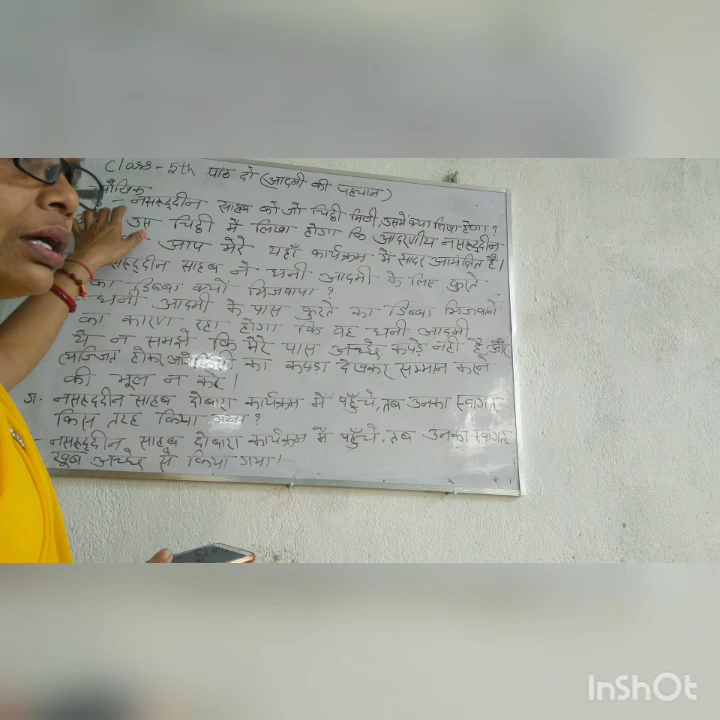 Class - 5th पाठ दो (आदमी की पहचान)
मौखिक
- नसरूद्दीन साहब को जो चिट्ठी मिली, उसमें क्या लिखा होगा?
उस चिट्ठी में लिखा होगा कि आदरणीय नसरूद्दीन
आप मेरे यहाँ कार्यक्रम में सादर आमंत्रित है।
साहब ने धनी आदमी के लिए कुरते
का डिब्बा क्यों भिजवाया?
धनी आदमी के पास कुरते का डिब्बा भिजवाने
का कारण रहा होगा कि वह धनी आदमी
ये न समझे कि मेरे पास अच्छे कपड़े नहीं है और
लज्जित होकर का कपड़ा देखकर सम्मान करने
की भूल न करे।
ग. नसरूद्दीन साहब दोबारा कार्यक्रम में पहुँचे, तब उनका स्वागत
किस तरह किया गया?
- नसरूद्दीन साहब दोबारा कार्यक्रम में पहुँचे, तब उनका स्वागत
खूब अच्छे से किया गया।
InShOt